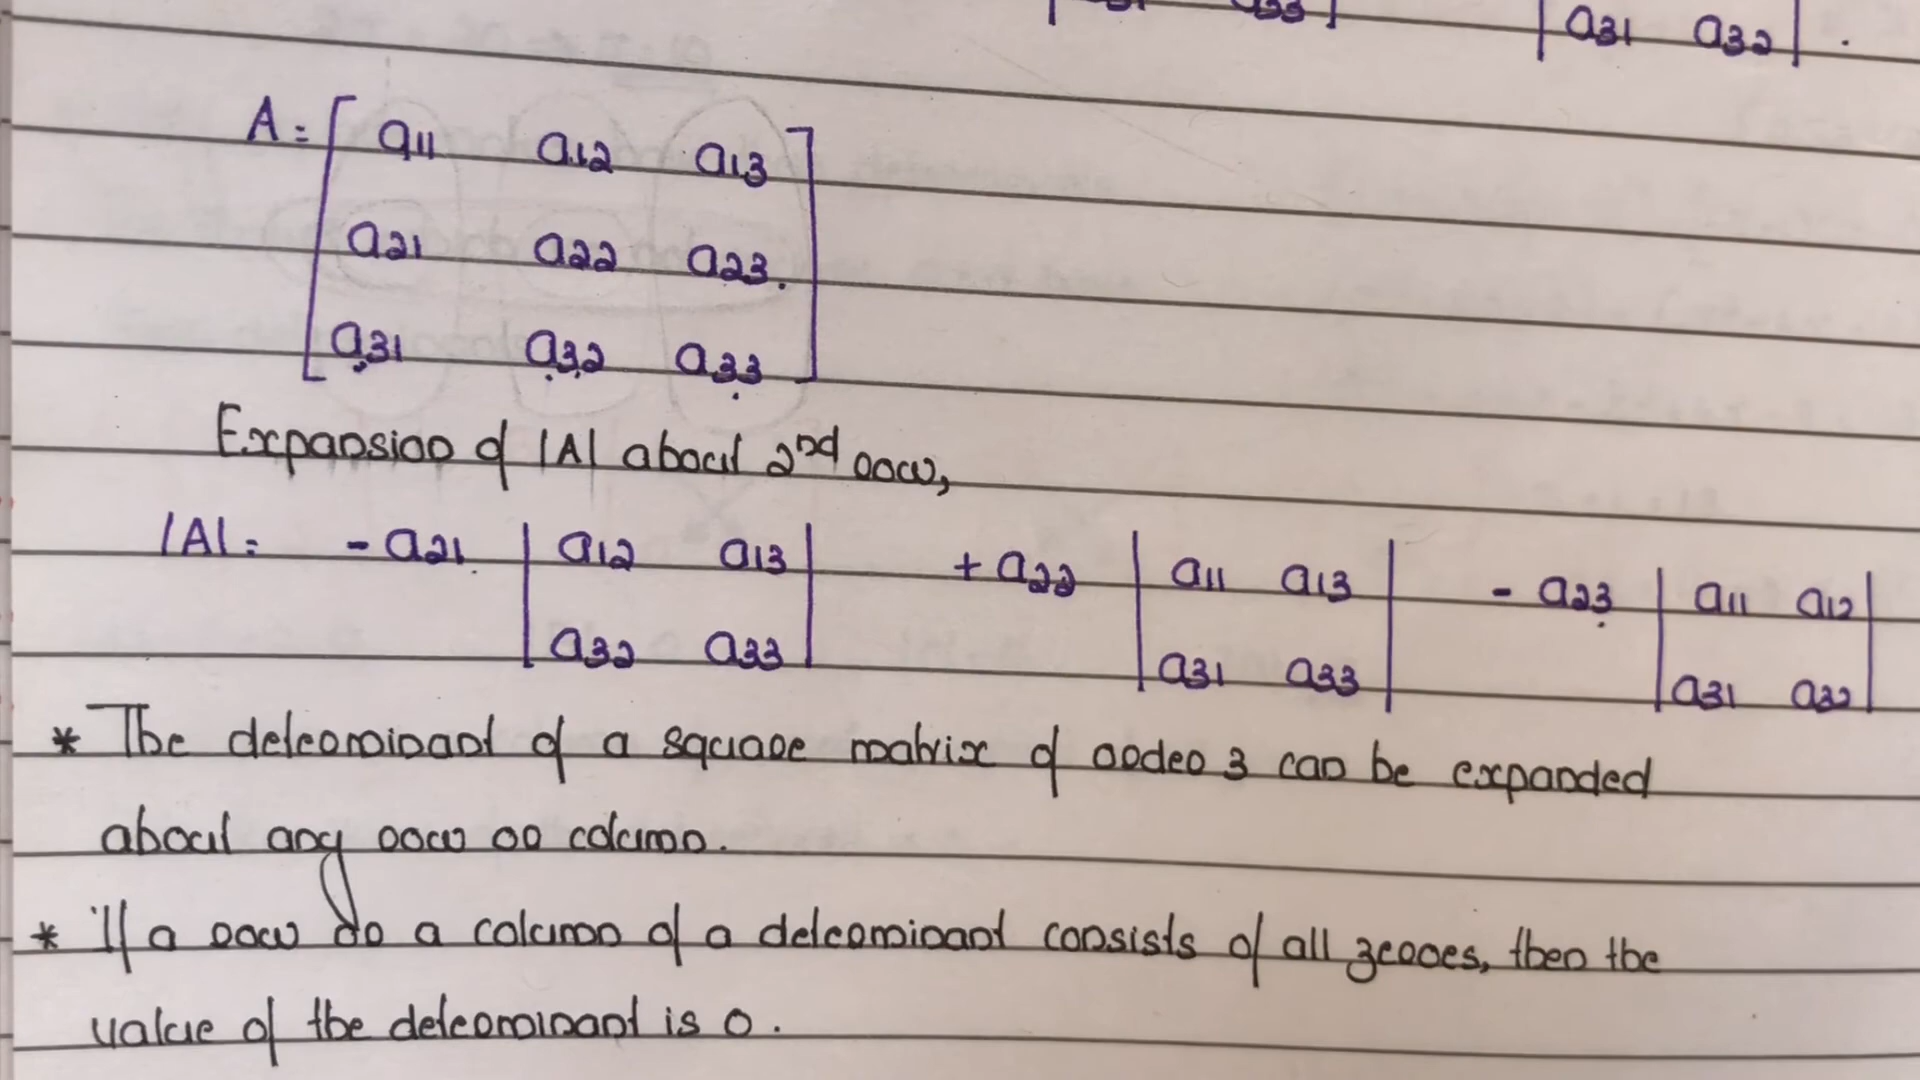 a31 a32 .
A = [ a11 a12 a13 ]
a21 a22 a23
a31 a32 a33
Expansion of |A| about 2nd row,
|A| = - a21 | a12 a13 | + a22 | a11 a13 | - a23 | a11 a12 |
| a32 a33 | | a31 a33 | | a31 a32 |
* The determinant of a square matrix of order 3 can be expanded
about any row or column.
* If a row or a column of a determinant consists of all zeroes, then the
value of the determinant is 0.